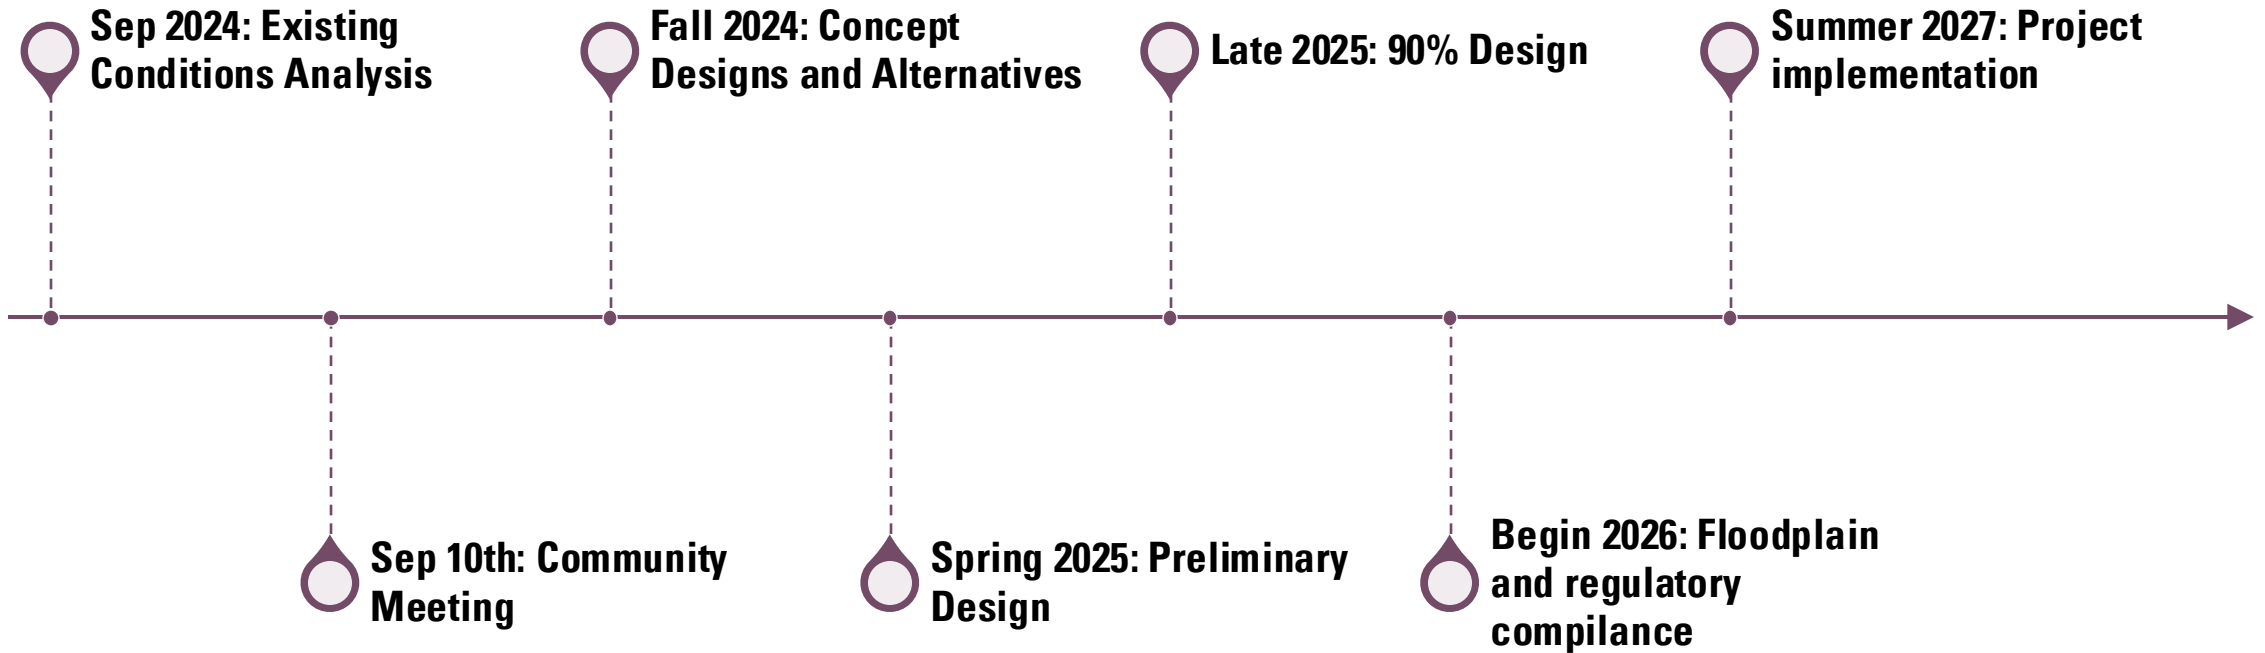 Sep 2024: Existing
Conditions Analysis
Fall 2024: Concept
Designs and Alternatives
Late 2025: 90% Design
Summer 2027: Project
implementation
Sep 10th: Community
Meeting
Spring 2025: Preliminary
Design
Begin 2026: Floodplain
and regulatory
compilance